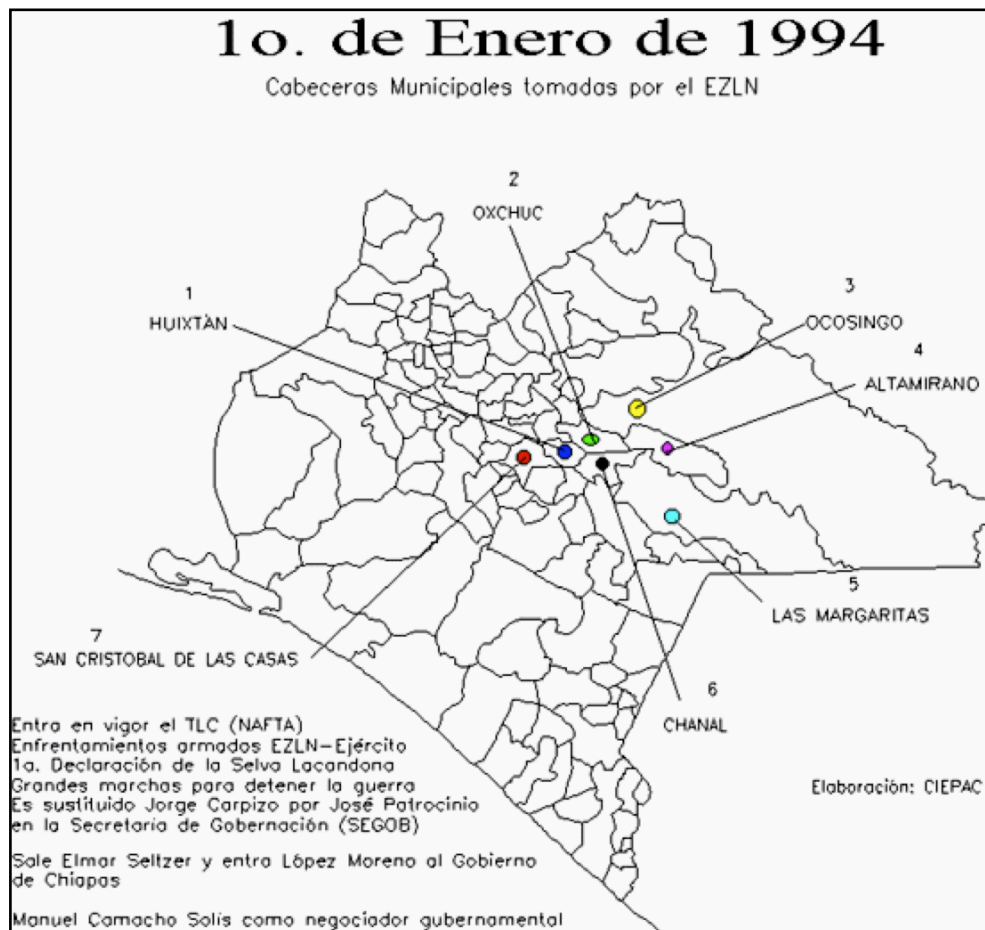 1o. de Enero de 1994
Cabeceras Municipales tomadas por el EZLN
2
OXCHUC
1
HUIXTÀN
3
OCOSINGO
4
ALTAMIRANO
5
LAS MARGARITAS
7
SAN CRISTOBAL DE LAS CASAS
6
CHANAL
Entra en vigor el TLC (NAFTA)
Enfrentamientos armados EZLN-Ejército
1a. Declaración de la Selva Lacandona
Grandes marchas para detener la guerra
Es sustituido Jorge Carpizo por José Patrocinio
en la Secretaría de Gobernación (SEGOB)
Sale Elmar Seltzer y entra López Moreno al Gobierno
de Chiapas
Manuel Camacho Solís como negociador gubernamental
Elaboración: CIEPAC